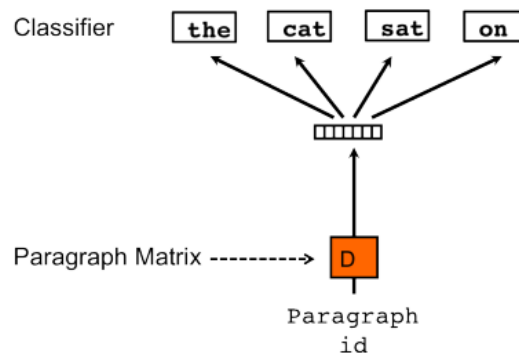 Classifier the cat sat on
Paragraph Matrix D
Paragraph
id